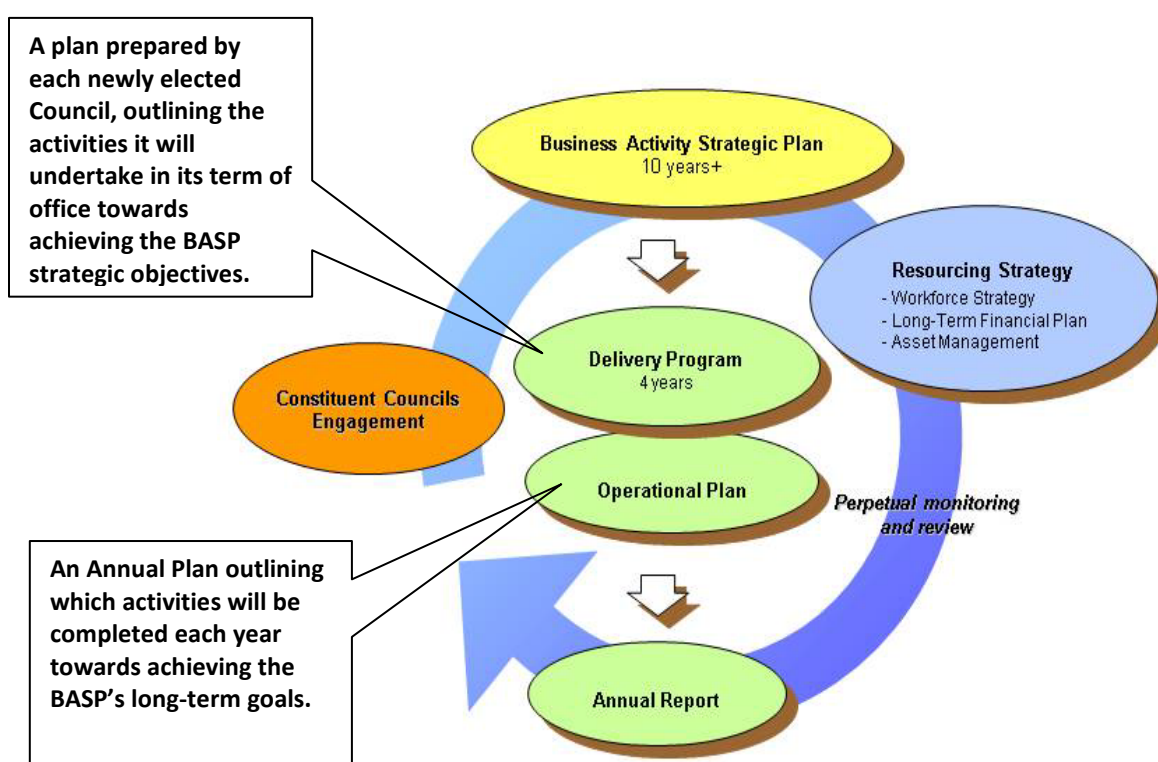 A plan prepared by
each newly elected
Council, outlining the
activities it will
undertake in its term of
office towards
achieving the BASP
strategic objectives.
Business Activity Strategic Plan
10 years+
Resourcing Strategy
- Workforce Strategy
- Long-Term Financial Plan
- Asset Management
Delivery Program
4 years
Constituent Councils
Engagement
Operational Plan
Perpetual monitoring
and review
An Annual Plan outlining
which activities will be
completed each year
towards achieving the
BASP’s long-term goals.
Annual Report